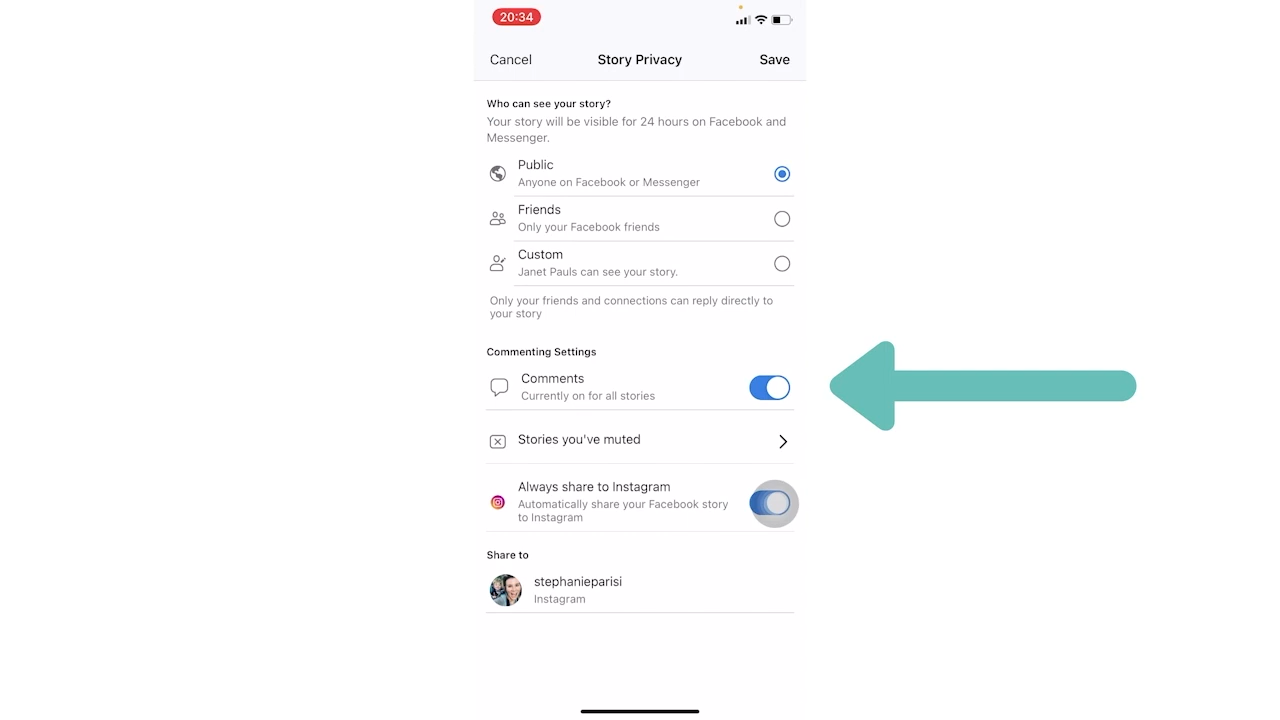 20:34
Cancel
Story Privacy
Save
Who can see your story?
Your story will be visible for 24 hours on Facebook and
Messenger.
Public
Anyone on Facebook or Messenger
Friends
Only your Facebook friends
Custom
Janet Pauls can see your story.
Only your friends and connections can reply directly to
your story
Commenting Settings
Comments
Currently on for all stories
Stories you've muted
Always share to Instagram
Automatically share your Facebook story
to Instagram
Share to
stephanieparisi
Instagram